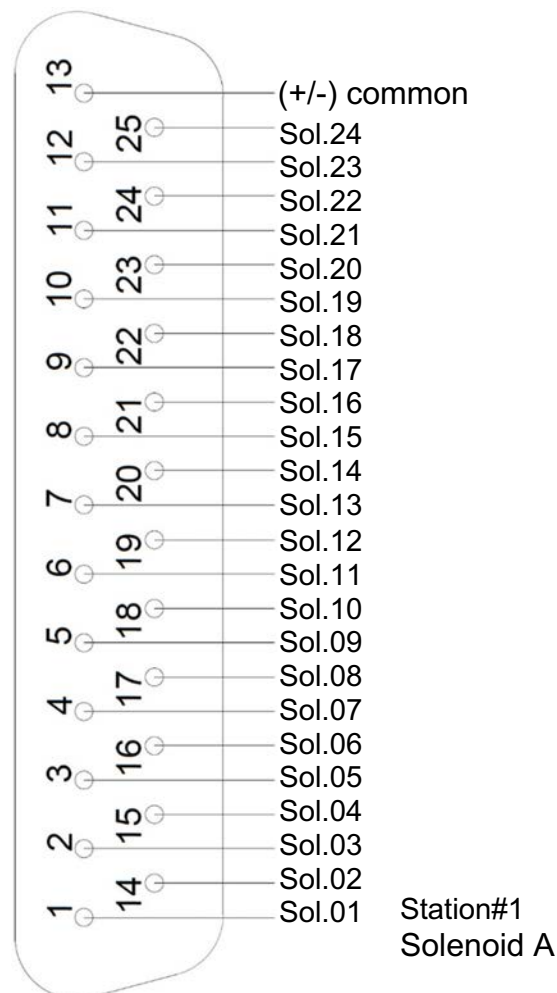 13
(+/-) common
25
Sol.24
12
Sol.23
24
Sol.22
11
Sol.21
23
Sol.20
10
Sol.19
22
Sol.18
9
Sol.17
21
Sol.16
8
Sol.15
20
Sol.14
7
Sol.13
19
Sol.12
6
Sol.11
18
Sol.10
5
Sol.09
17
Sol.08
4
Sol.07
16
Sol.06
3
Sol.05
15
Sol.04
2
Sol.03
14
Sol.02
1
Sol.01
Station#1
Solenoid A